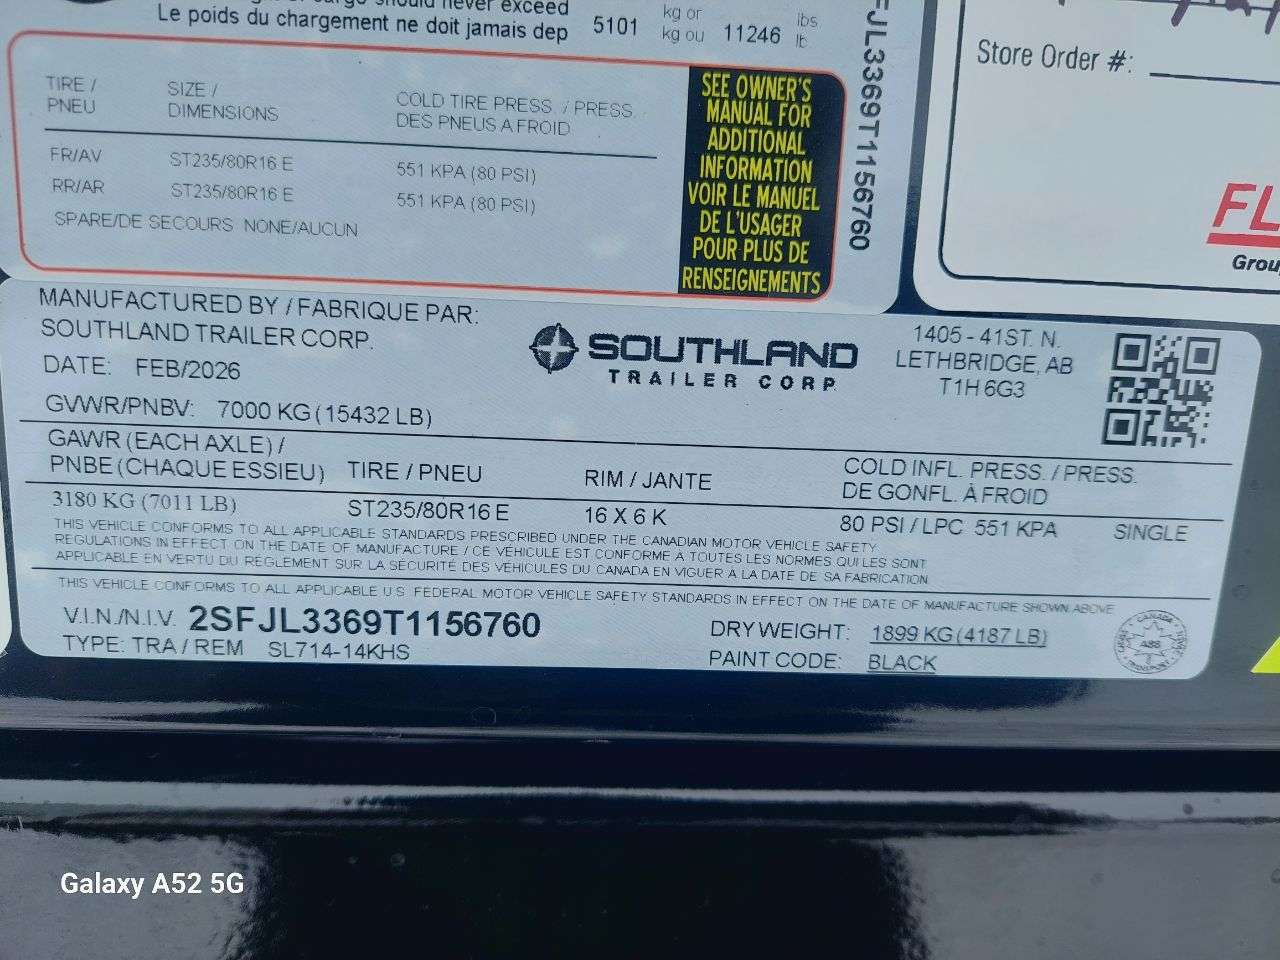 should never exceed
Le poids du chargement ne doit jamais dep 5101 kg or kg ou 11246 lbs lb
TIRE / PNEU SIZE / DIMENSIONS COLD TIRE PRESS. / PRESS. DES PNEUS A FROID
FR/AV ST235/80R16 E 551 KPA (80 PSI)
RR/AR ST235/80R16 E 551 KPA (80 PSI)
SPARE/DE SECOURS NONE/AUCUN
SEE OWNER'S
MANUAL FOR
ADDITIONAL
INFORMATION
VOIR LE MANUEL
DE L'USAGER
POUR PLUS DE
RENSEIGNEMENTS
FJL3369T1156760
Store Order #:
FL
Grou
MANUFACTURED BY / FABRIQUE PAR:
SOUTHLAND TRAILER CORP.
DATE: FEB/2026
GVWR/PNBV: 7000 KG (15432 LB)
SOUTHLAND
TRAILER CORP
1405 - 41ST. N.
LETHBRIDGE, AB
T1H 6G3
GAWR (EACH AXLE) /
PNBE (CHAQUE ESSIEU) TIRE / PNEU RIM / JANTE COLD INFL. PRESS. / PRESS.
DE GONFL. À FROID
3180 KG (7011 LB) ST235/80R16 E 16 X 6 K 80 PSI / LPC 551 KPA SINGLE
THIS VEHICLE CONFORMS TO ALL APPLICABLE STANDARDS PRESCRIBED UNDER THE CANADIAN MOTOR VEHICLE SAFETY
REGULATIONS IN EFFECT ON THE DATE OF MANUFACTURE / CE VÉHICULE EST CONFORME À TOUTES LES NORMES QUI LES SONT
APPLICABLE EN VERTU DU RÈGLEMENT SUR LA SÉCURITÉ DES VÉHICULES DU CANADA EN VIGUER À LA DATE DE SA FABRICATION
THIS VEHICLE CONFORMS TO ALL APPLICABLE U.S. FEDERAL MOTOR VEHICLE SAFETY STANDARDS IN EFFECT ON THE DATE OF MANUFACTURE SHOWN ABOVE
V.I.N./N.I.V. 2SFJL3369T1156760 DRY WEIGHT: 1899 KG (4187 LB)
TYPE: TRA / REM SL714-14KHS PAINT CODE: BLACK
CANADA
TRANSPORT
Galaxy A52 5G